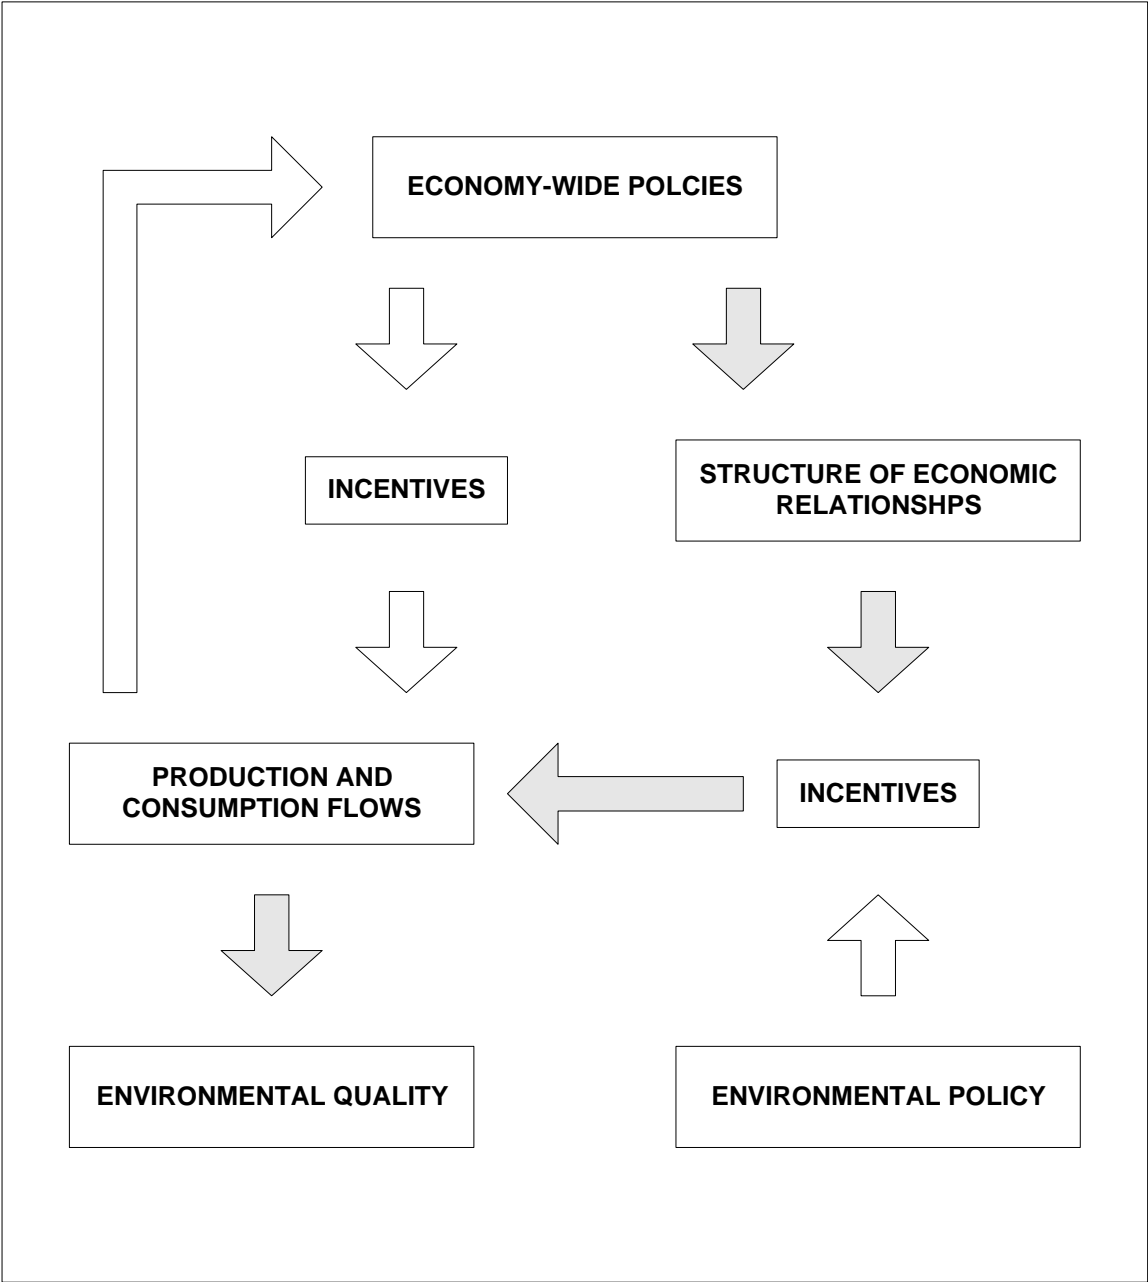 ECONOMY-WIDE POLCIES
INCENTIVES
STRUCTURE OF ECONOMIC
RELATIONSHPS
PRODUCTION AND
CONSUMPTION FLOWS
INCENTIVES
ENVIRONMENTAL QUALITY
ENVIRONMENTAL POLICY